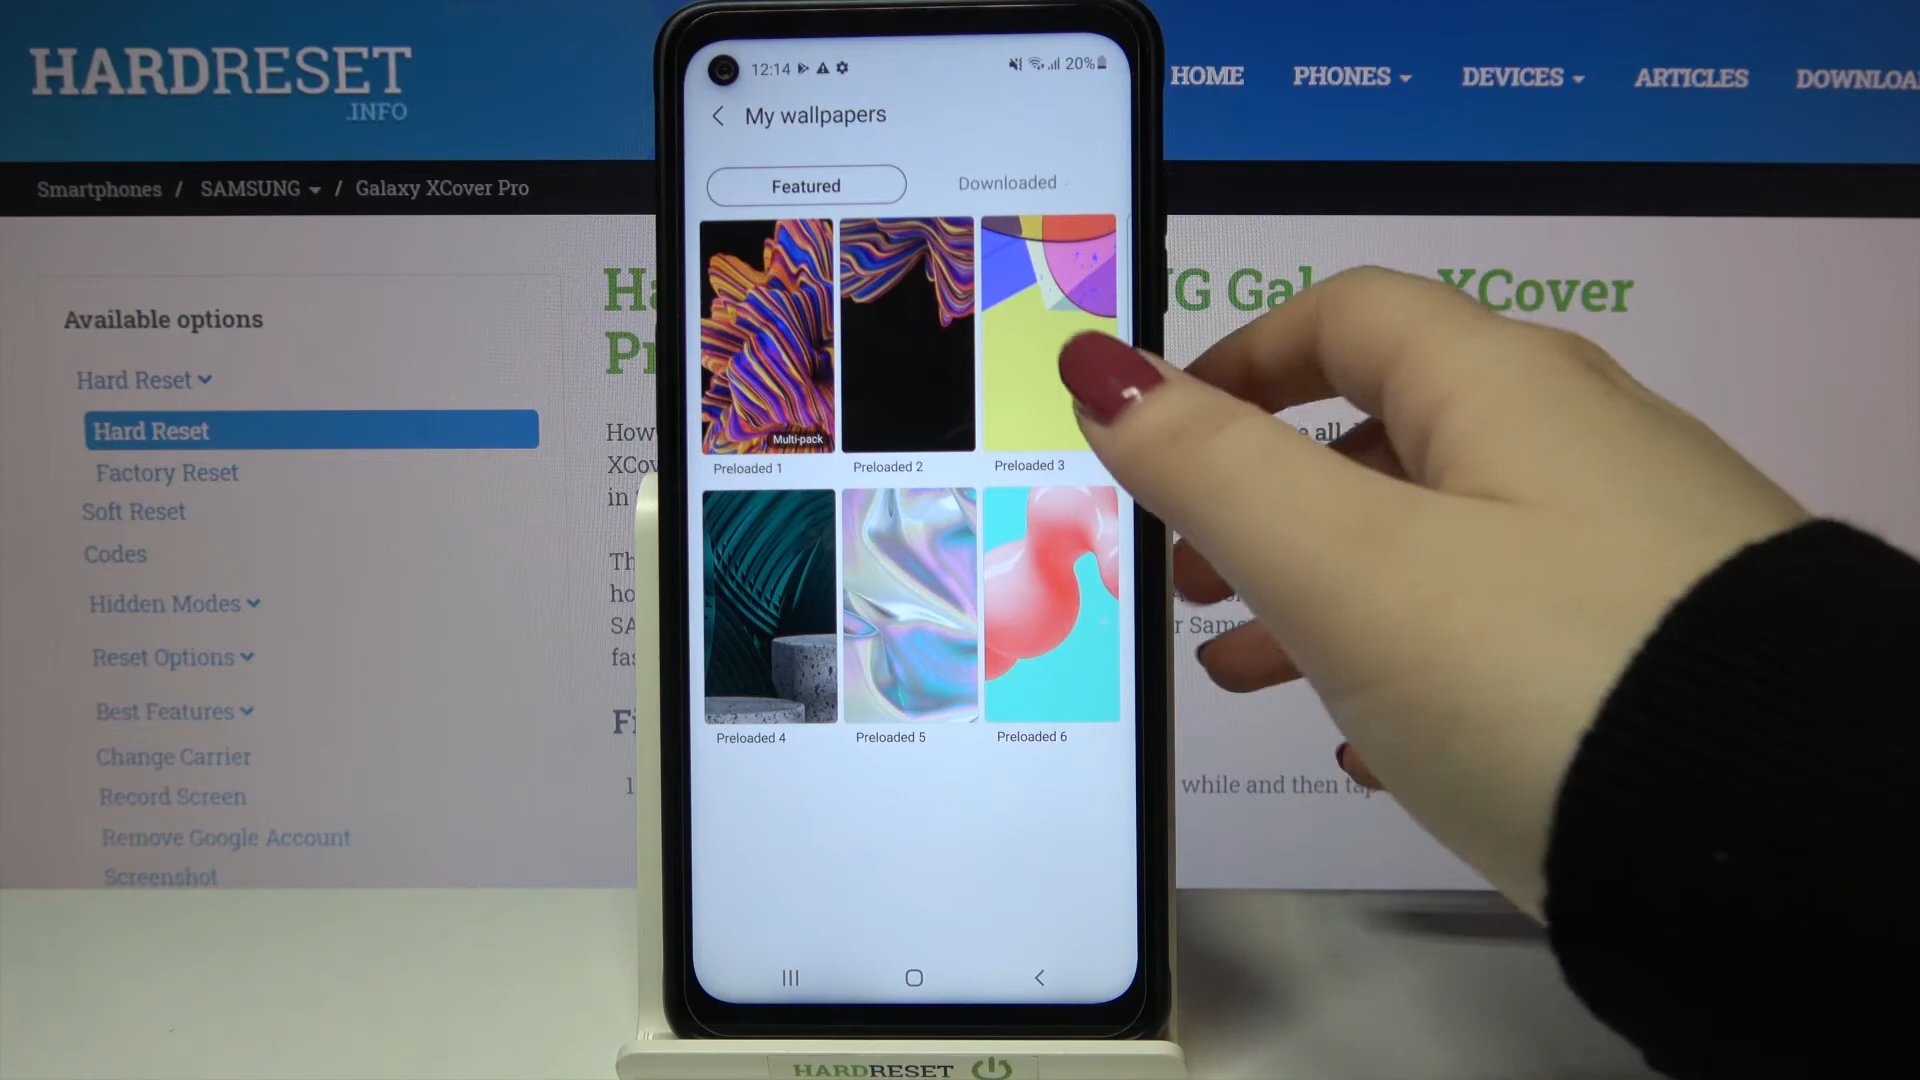 HARDRESET
.INFO
HOME PHONES DEVICES ARTICLES
Smartphones / SAMSUNG / Galaxy XCover Pro
Available options
Hard Reset
Hard Reset
Factory Reset
Soft Reset
Codes
Hidden Modes
Reset Options
Best Features
Change Carrier
Record Screen
Remove Google Account
Screenshot
XCover
How
in
while and then tap
12:14 20%
My wallpapers
Featured Downloaded
Multi-pack
Preloaded 1 Preloaded 2 Preloaded 3
Preloaded 4 Preloaded 5 Preloaded 6
HARDRESET